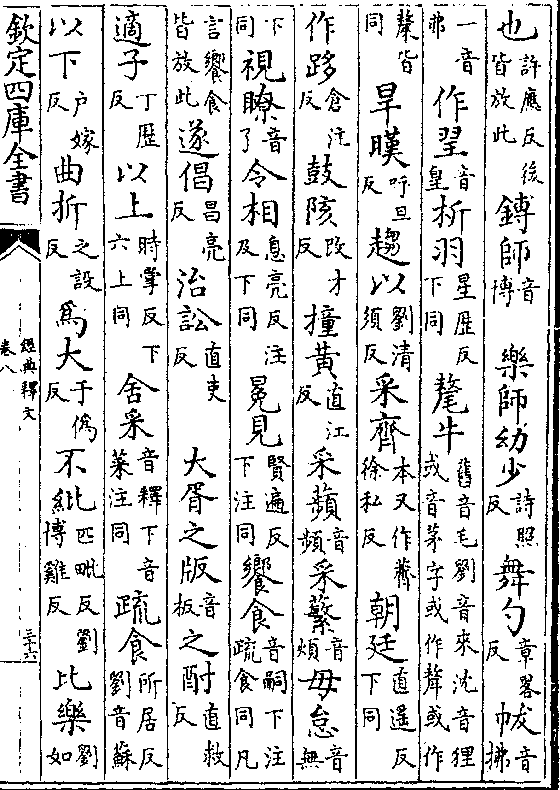 也許應反後皆放此鎛師音博樂師幼少詩照反舞勺章畧反帗音拂
一音弗作翌音皇析羽星歴反下同氂牛舊音毛劉音來沈音狸或音茅字或作犛或作
氂皆同旱暵呼旦反趨以劉清須反采齊本又作薺徐私反朝廷直遥反下同
作跢倉注反鼓陔改才反撞黄直江反采蘋音頻采蘩音煩毋怠音無
下同視瞭音了令相息亮反注及下同冕見賢遍反下注同饗食音嗣下注疏食同凡
言饗食皆放此遂倡昌亮反治訟直吏反大胥之版音板之酎直救反
適子丁歴反以上時掌反下六上同舍采音釋下音菜注同疏食所居反劉音蘇
以下户嫁反曲折之設反爲大于僞反不紕匹毗反劉博雞反比樂劉如
欽定四庫全書
經典釋文
卷八
三十六